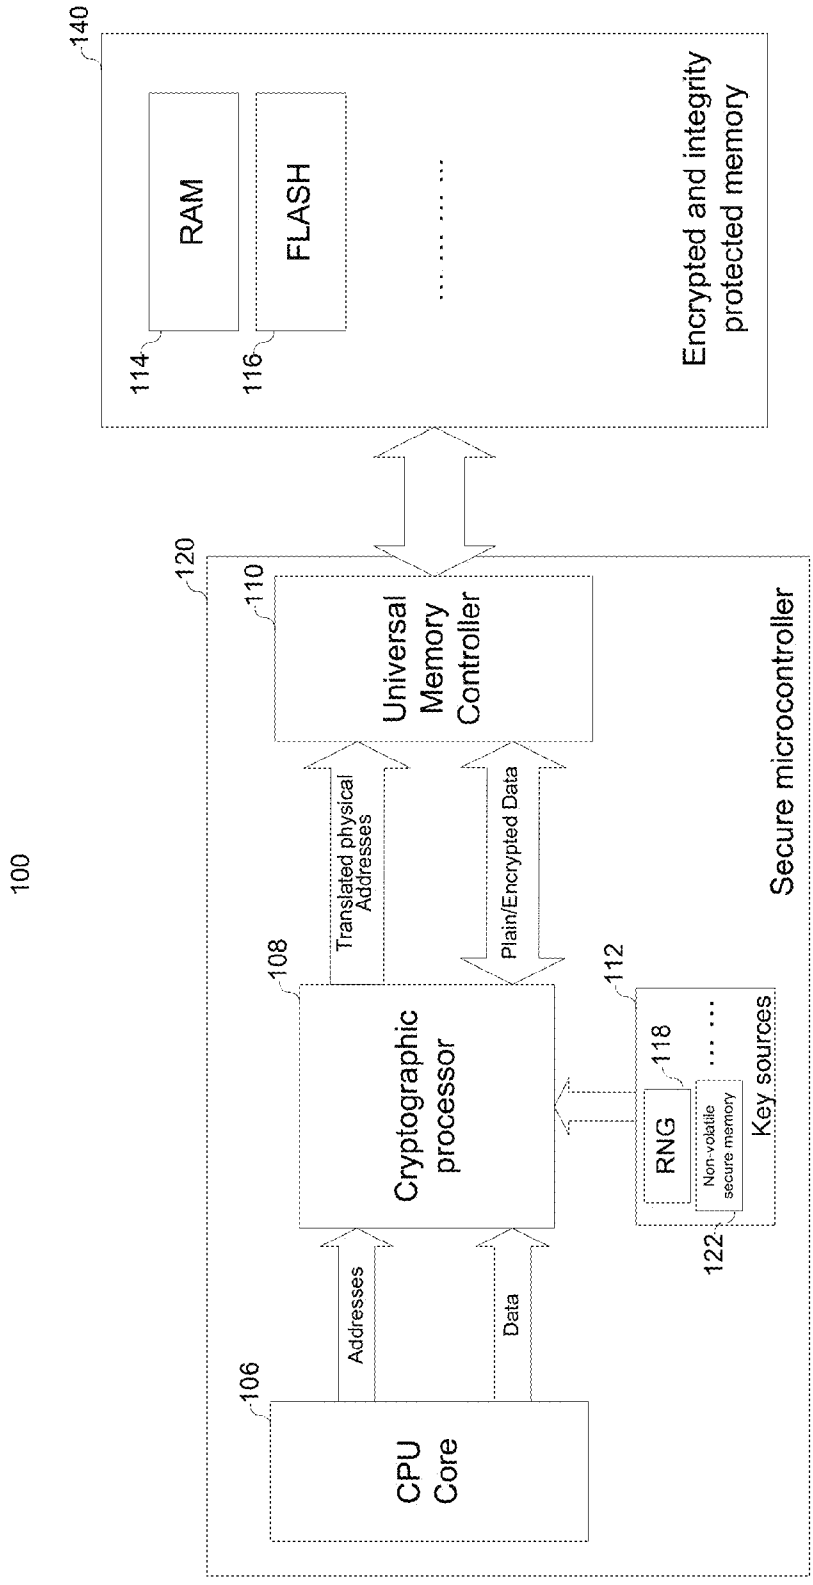 100
120
106
CPU
Core
Addresses
Data
108
Cryptographic
processor
Translated physical
Addresses
Plain/Encrypted Data
110
Universal
Memory
Controller
112
118
RNG
Non-volatile
secure memory
122
... ...
Key sources
Secure microcontroller
140
114
RAM
116
FLASH
... ... ... ...
Encrypted and integrity
protected memory